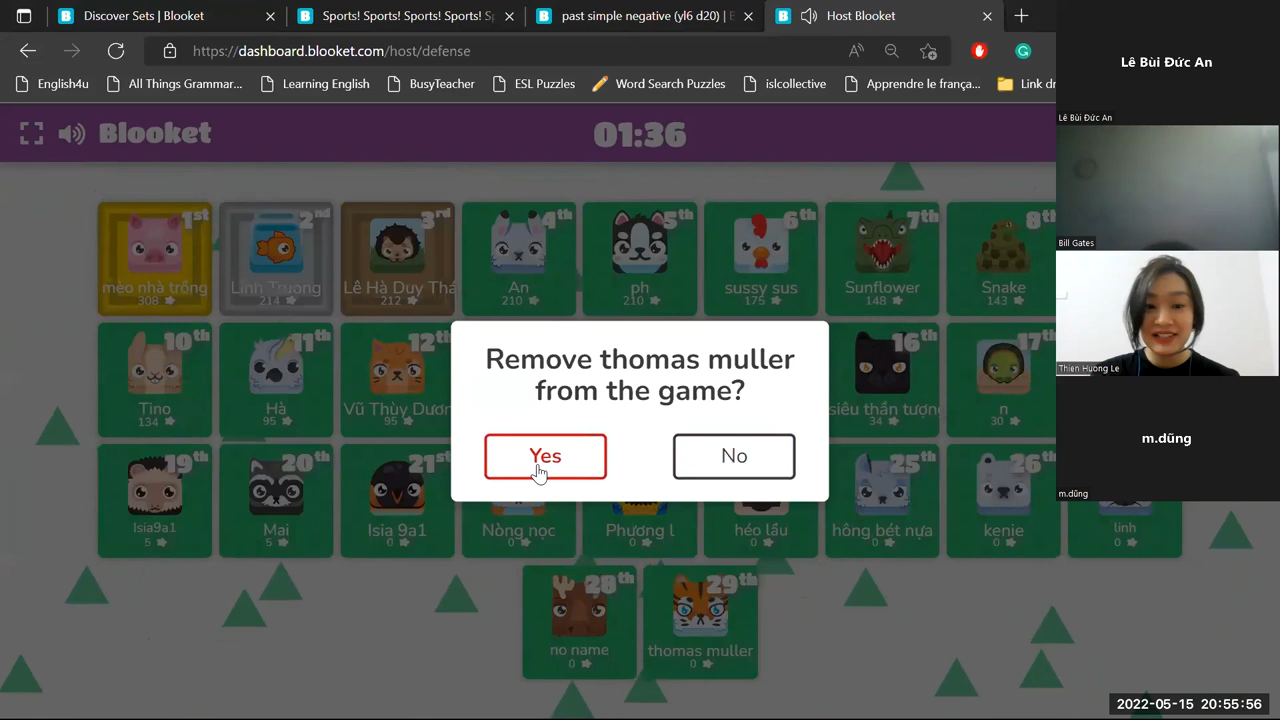 Discover Sets | Blooket
Sports! Sports! Sports! Sports! S
past simple negative (yl6 d20) |
Host Blooket
https://dashboard.blooket.com/host/defense
English4u
All Things Grammar...
Learning English
BusyTeacher
ESL Puzzles
Word Search Puzzles
islcollective
Apprendre le frança...
Link dr
Blooket
01:36
1st
mèo nhà trồng
308
2nd
Linh Truong
214
3rd
Lê Hà Duy Thá
212
4th
An
210
5th
ph
210
6th
sussy sus
175
7th
Sunflower
148
8th
Snake
143
10th
Tino
134
11th
Hà
95
12th
Vũ Thùy Dươn
95
16th
siêu thần tượng
34
17th
n
30
19th
Isia9a1
5
20th
Mai
5
21st
Isia 9a1
0
Nòng nọc
0
Phương l
0
héo lầu
0
25th
hông bét nựa
0
26th
kenie
0
linh
0
28th
no name
0
29th
thomas muller
0
Remove thomas muller
from the game?
Yes
No
Lê Bùi Đức An
Lê Bùi Đức An
Bill Gates
Thien Huong Le
m.dũng
m.dũng
2022-05-15 20:55:56